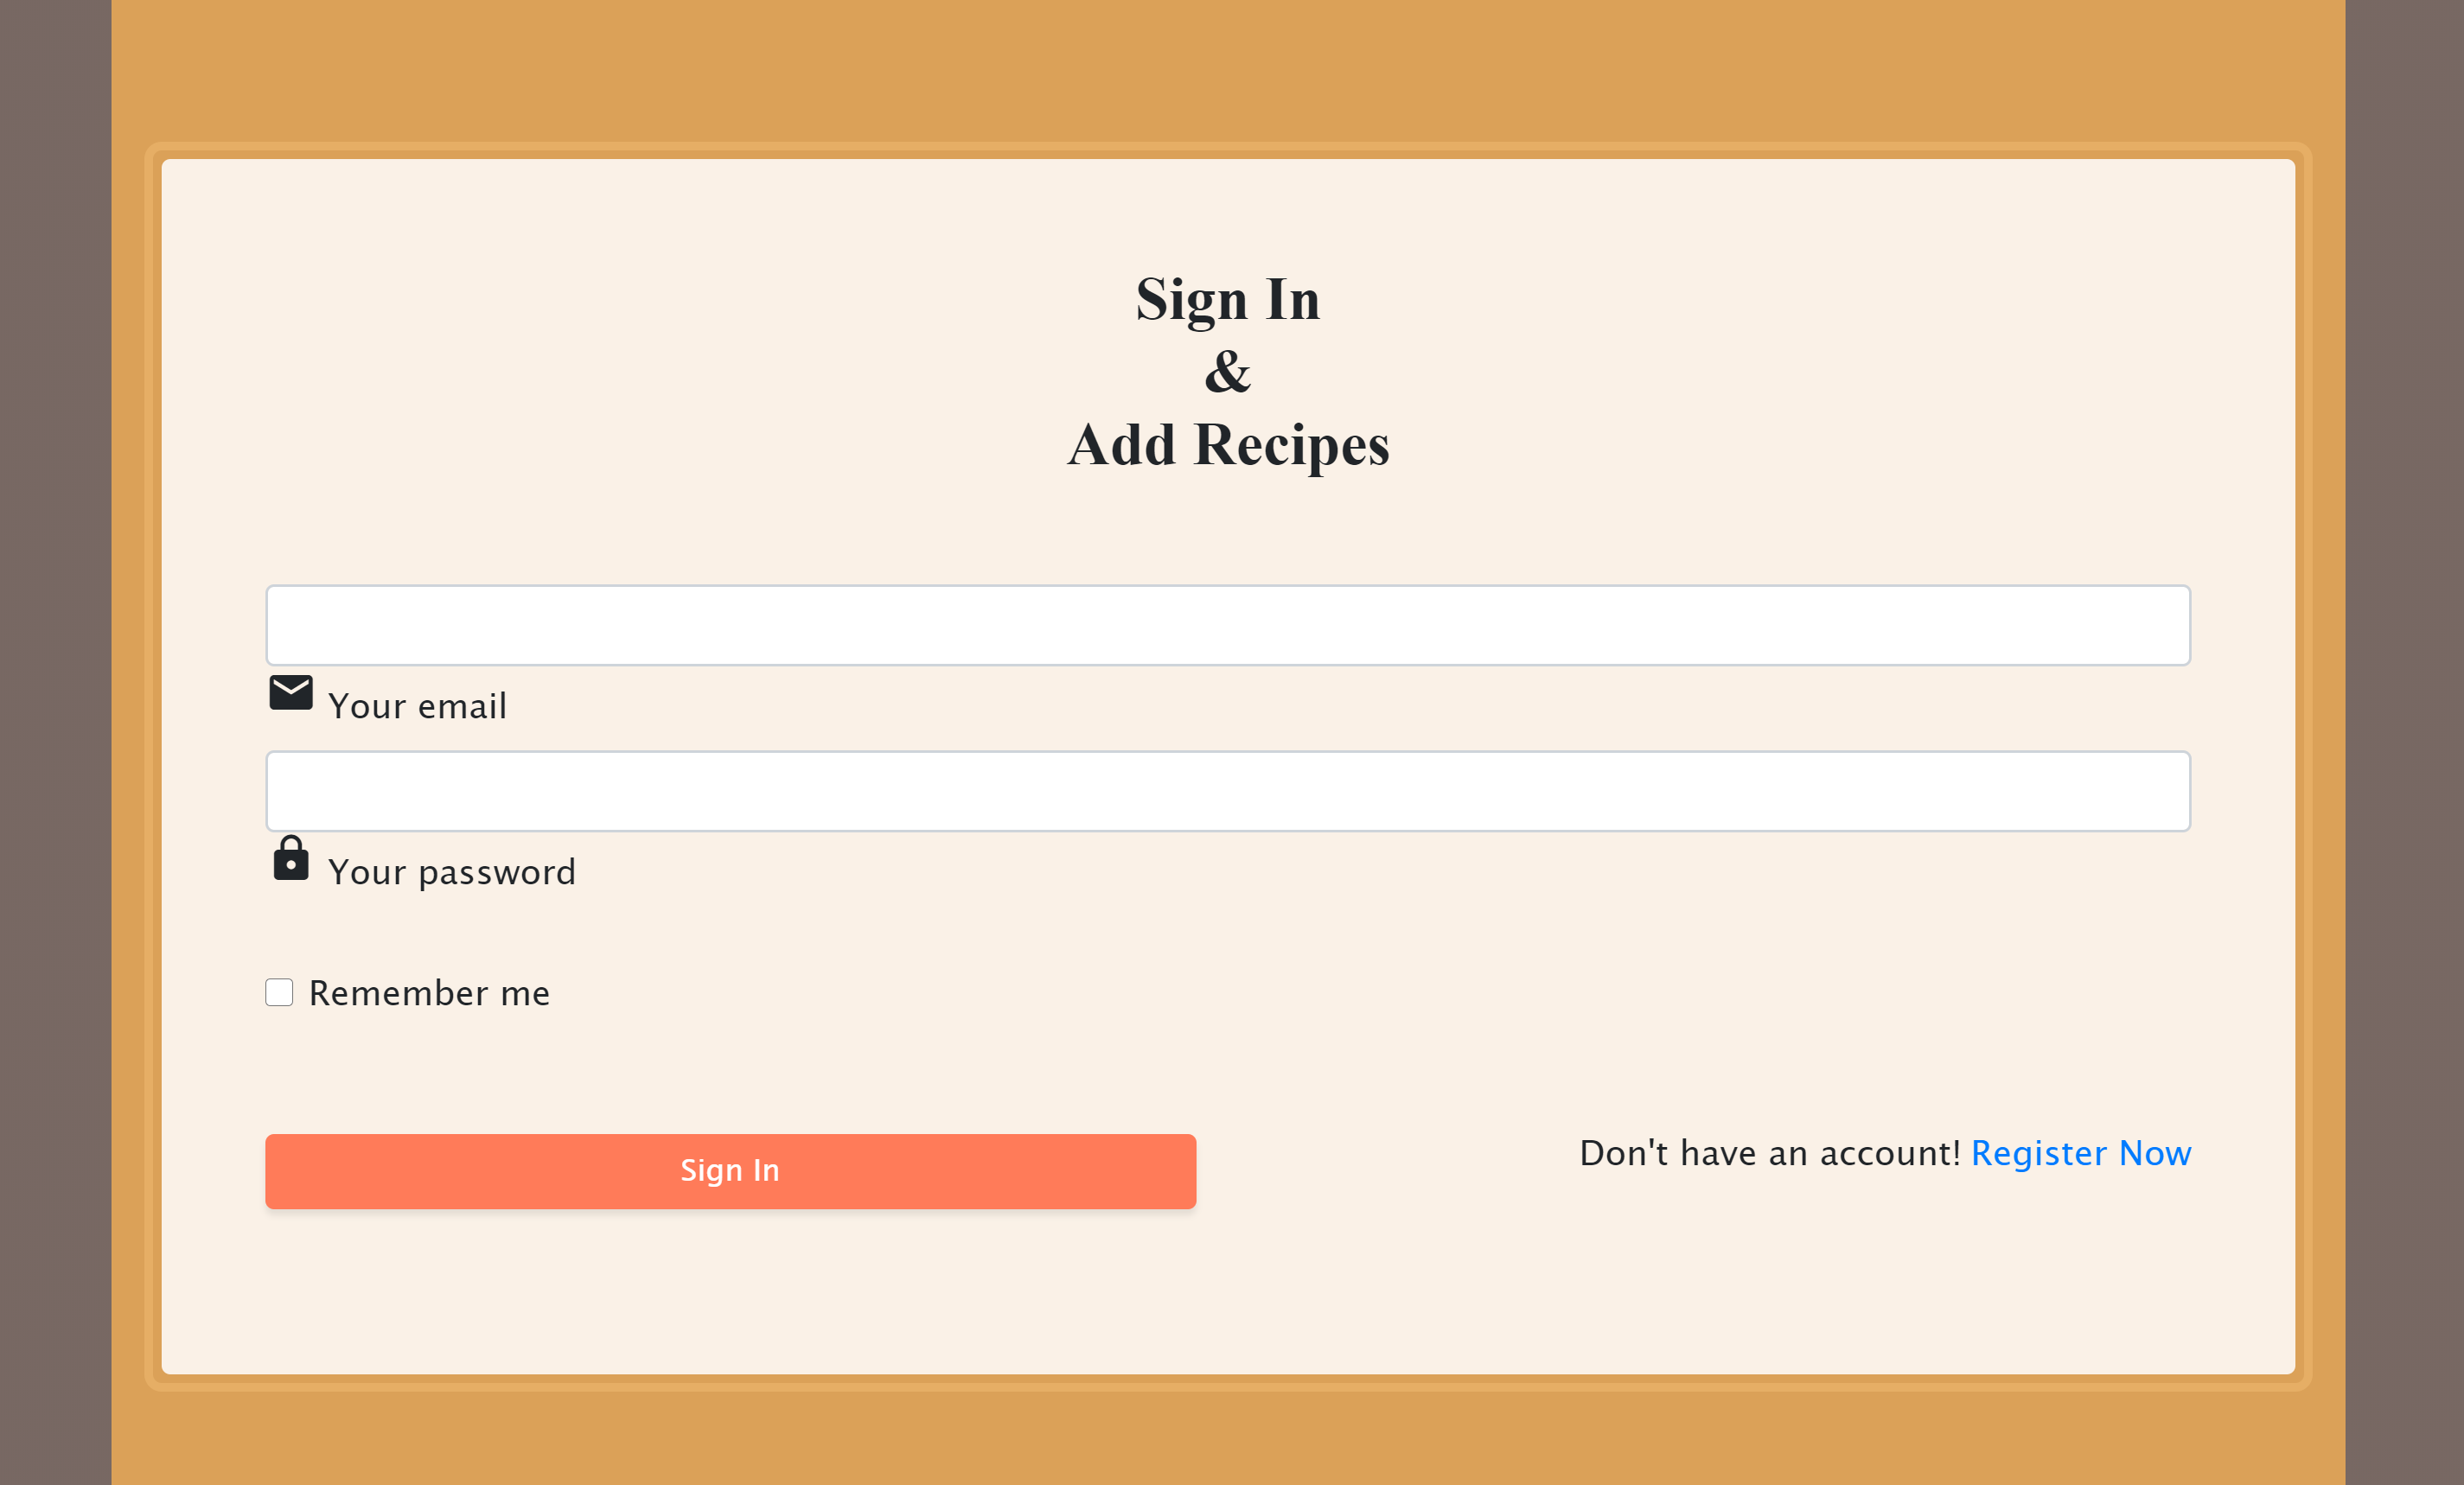 Sign In
&
Add Recipes
Your email
Your password
Remember me
Sign In
Don't have an account! Register Now